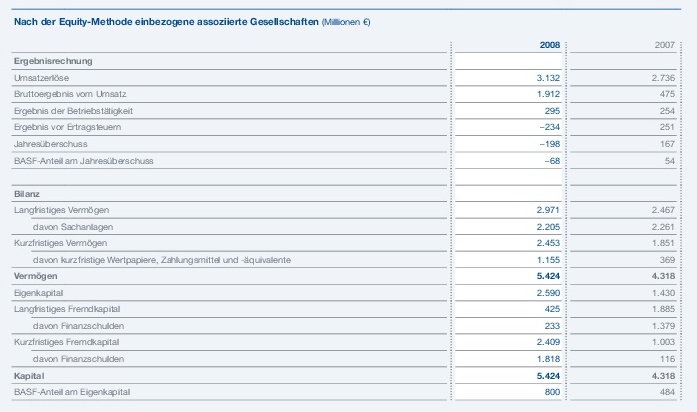 Nach der Equity-Methode einbezogene assoziierte Gesellschaften (Millionen €)
2008 2007
Ergebnisrechnung
Umsatzerlöse 3.132 2.736
Bruttoergebnis vom Umsatz 1.912 475
Ergebnis der Betriebstätigkeit 295 254
Ergebnis vor Ertragsteuern –234 251
Jahresüberschuss –198 167
BASF-Anteil am Jahresüberschuss –68 54
Bilanz
Langfristiges Vermögen 2.971 2.467
davon Sachanlagen 2.205 2.261
Kurzfristiges Vermögen 2.453 1.851
davon kurzfristige Wertpapiere, Zahlungsmittel und -äquivalente 1.155 369
Vermögen 5.424 4.318
Eigenkapital 2.590 1.430
Langfristiges Fremdkapital 425 1.885
davon Finanzschulden 233 1.379
Kurzfristiges Fremdkapital 2.409 1.003
davon Finanzschulden 1.818 116
Kapital 5.424 4.318
BASF-Anteil am Eigenkapital 800 484